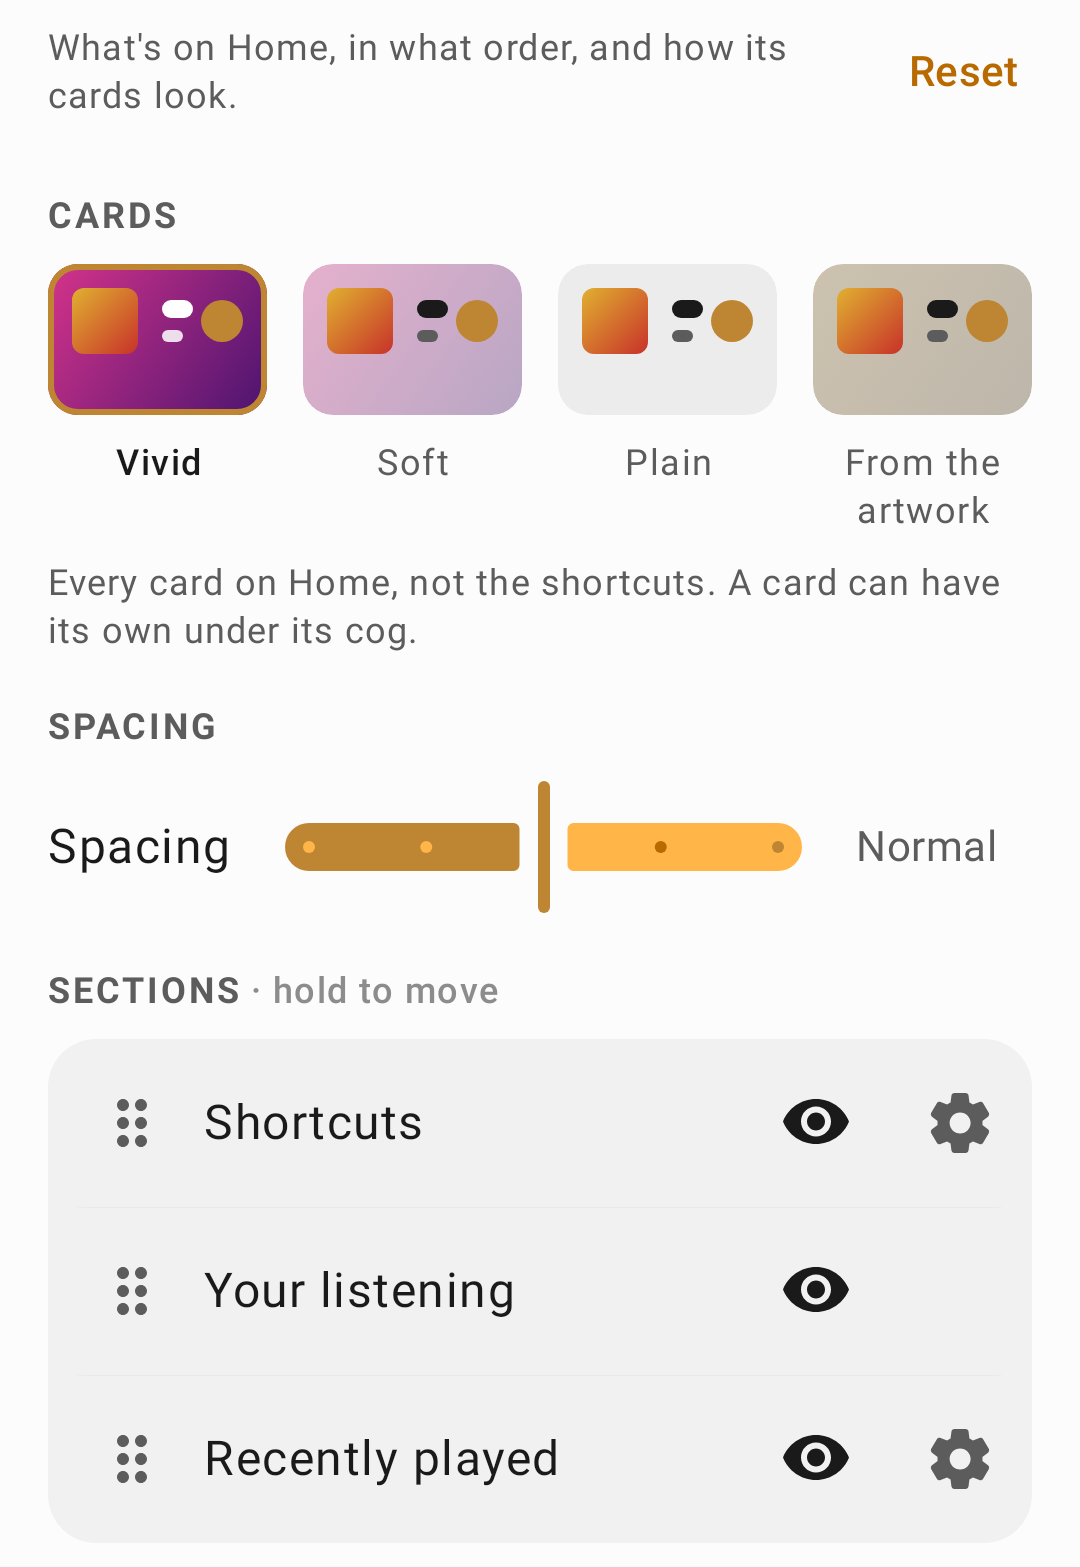 What's on Home, in what order, and how its
cards look.
Reset
CARDS
Vivid
Soft
Plain
From the
artwork
Every card on Home, not the shortcuts. A card can have
its own under its cog.
SPACING
Spacing
Normal
SECTIONS · hold to move
Shortcuts
Your listening
Recently played